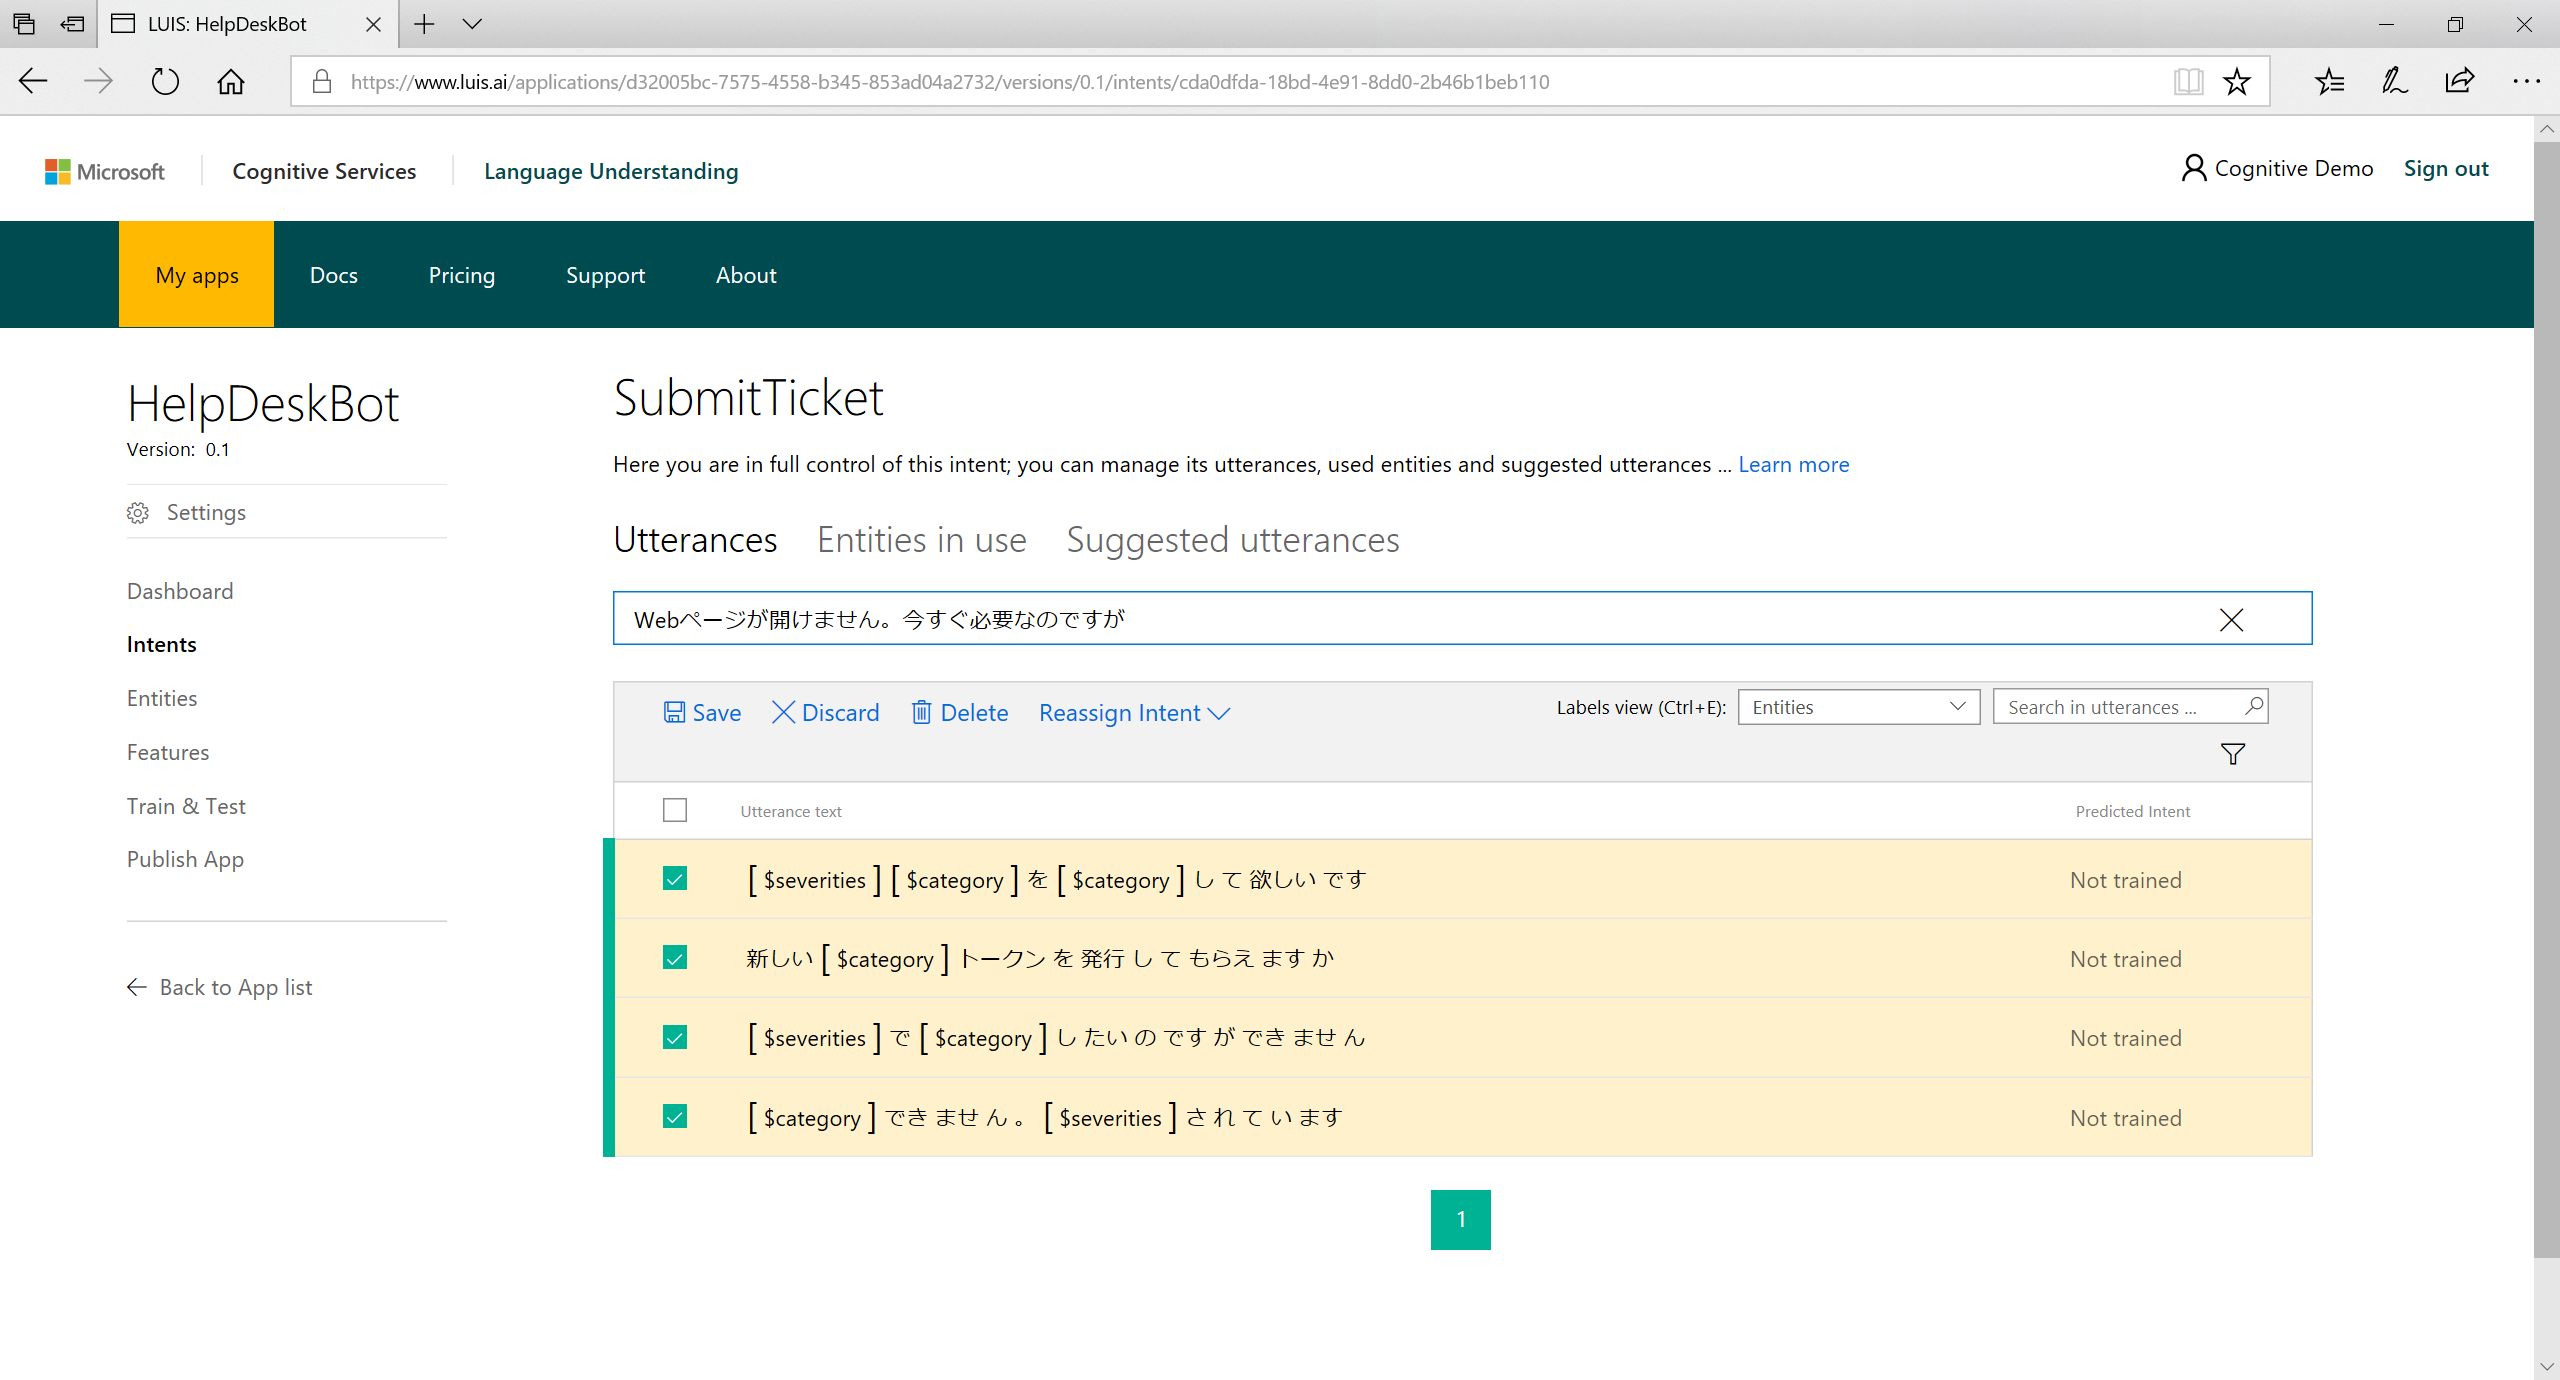 LUIS: HelpDeskBot
https://www.luis.ai/applications/d32005bc-7575-4558-b345-853ad04a2732/versions/0.1/intents/cda0dfda-18bd-4e91-8dd0-2b46b1beb110
Microsoft Cognitive Services Language Understanding Cognitive Demo Sign out
My apps Docs Pricing Support About
HelpDeskBot
Version: 0.1
Settings
Dashboard
Intents
Entities
Features
Train & Test
Publish App
Back to App list
SubmitTicket
Here you are in full control of this intent; you can manage its utterances, used entities and suggested utterances ... Learn more
Utterances Entities in use Suggested utterances
Webページが開けません。今すぐ必要なのですが
Save Discard Delete Reassign Intent Labels view (Ctrl+E): Entities Search in utterances ...
Utterance text Predicted Intent
[ $severities ] [ $category ] を [ $category ] し て 欲しい です Not trained
新しい [ $category ] トークン を 発行 し て もらえ ます か Not trained
[ $severities ] で [ $category ] し たい の です が でき ませ ん Not trained
[ $category ] でき ませ ん 。 [ $severities ] さ れ て い ます Not trained
1